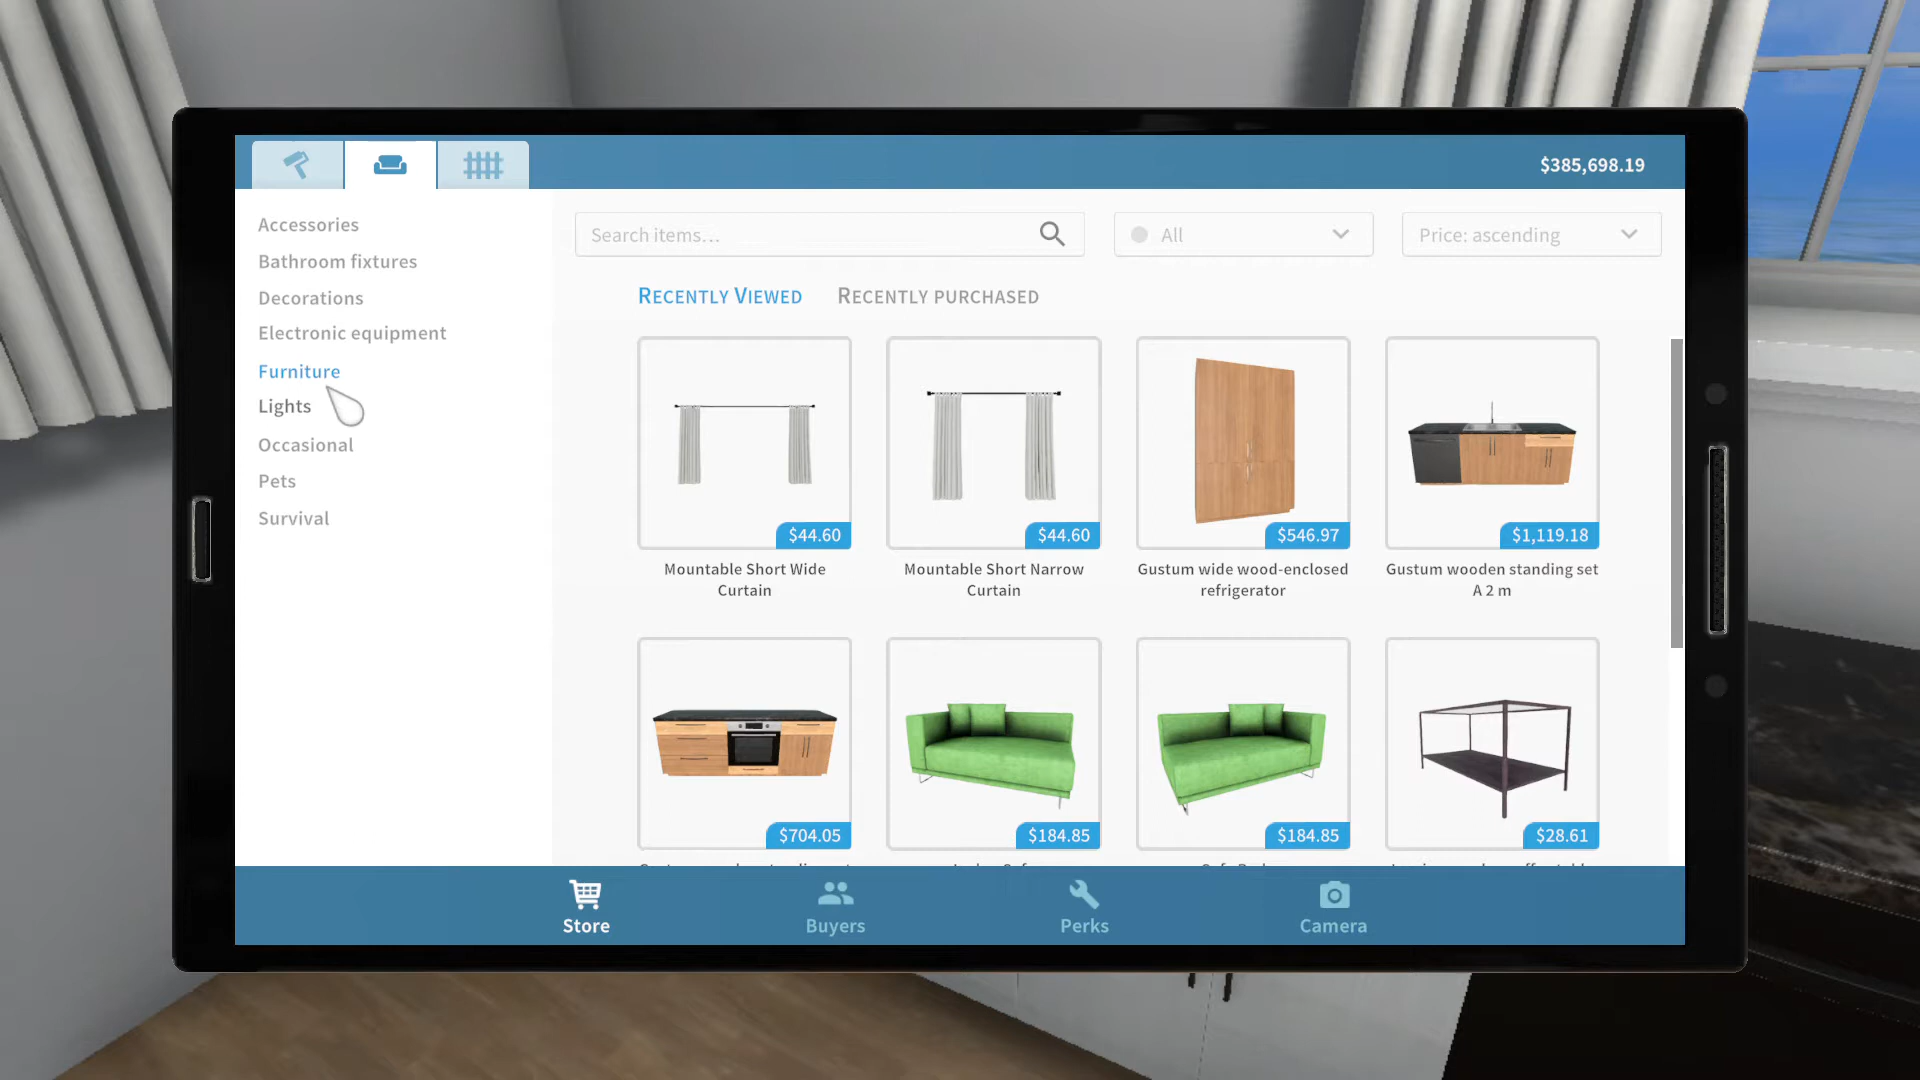 $385,698.19
Accessories
Bathroom fixtures
Decorations
Electronic equipment
Furniture
Lights
Occasional
Pets
Survival
Search items...
All
Price: ascending
RECENTLY VIEWED
RECENTLY PURCHASED
$44.60
$44.60
$546.97
$1,119.18
Mountable Short Wide
Curtain
Mountable Short Narrow
Curtain
Gustum wide wood-enclosed
refrigerator
Gustum wooden standing set
A 2 m
$704.05
$184.85
$184.85
$28.61
Store
Buyers
Perks
Camera